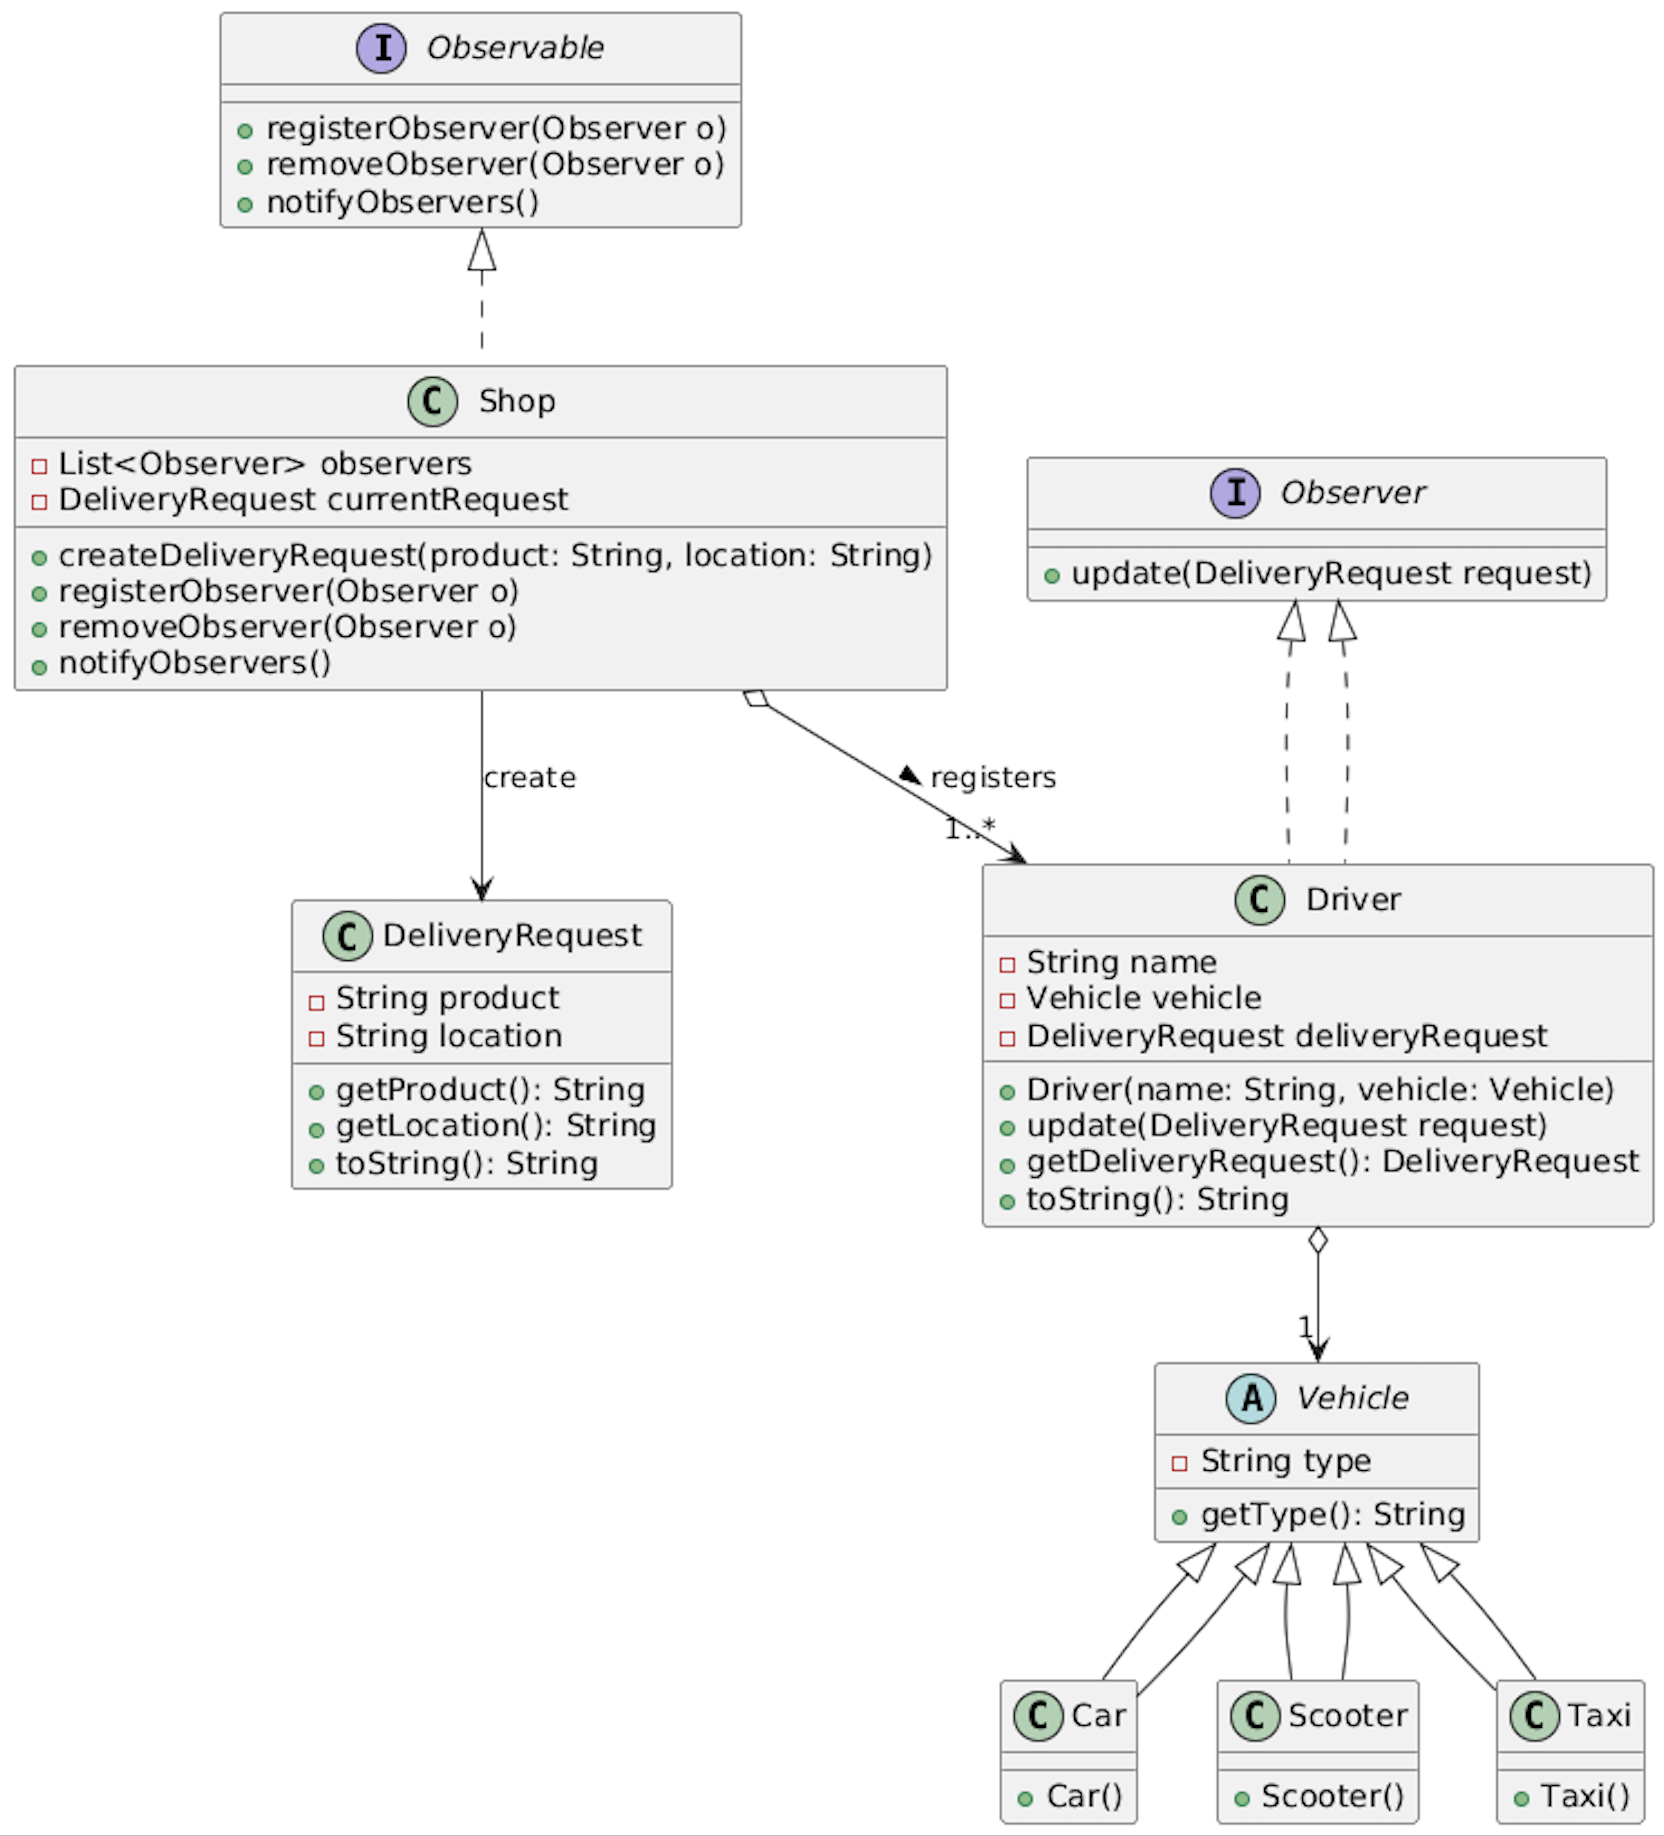 I Observable
registerObserver(Observer o)
removeObserver(Observer o)
notifyObservers()
C Shop
List<Observer> observers
DeliveryRequest currentRequest
createDeliveryRequest(product: String, location: String)
registerObserver(Observer o)
removeObserver(Observer o)
notifyObservers()
I Observer
update(DeliveryRequest request)
create
registers
1..*
C DeliveryRequest
String product
String location
getProduct(): String
getLocation(): String
toString(): String
C Driver
String name
Vehicle vehicle
DeliveryRequest deliveryRequest
Driver(name: String, vehicle: Vehicle)
update(DeliveryRequest request)
getDeliveryRequest(): DeliveryRequest
toString(): String
1
A Vehicle
String type
getType(): String
C Car
Car()
C Scooter
Scooter()
C Taxi
Taxi()